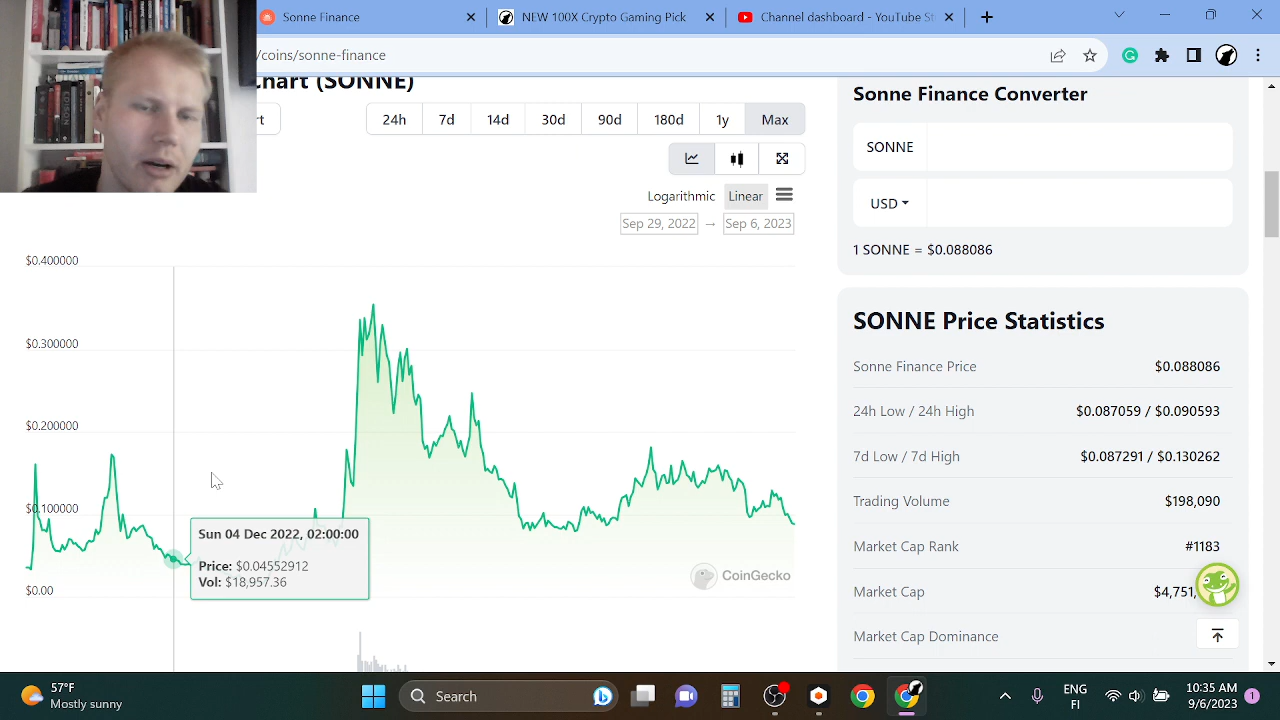 Sonne Finance
NEW 100X Crypto Gaming Pick
Channel dashboard - YouTube St
/coins/sonne-finance
Chart (SONNE)
rt
24h 7d 14d 30d 90d 180d 1y Max
Logarithmic Linear
Sep 29, 2022 → Sep 6, 2023
$0.400000
$0.300000
$0.200000
$0.100000
$0.00
Sun 04 Dec 2022, 02:00:00
Price: $0.04552912
Vol: $18,957.36
CoinGecko
Sonne Finance Converter
SONNE
USD
1 SONNE = $0.088086
SONNE Price Statistics
Sonne Finance Price $0.088086
24h Low / 24h High $0.087059 / $0.090593
7d Low / 7d High $0.087291 / $0.130262
Trading Volume $198,090
Market Cap Rank #1183
Market Cap $4,751,
Market Cap Dominance
57°F
Mostly sunny
Search
ENG
FI
10:35 AM
9/6/2023
1
EDISON